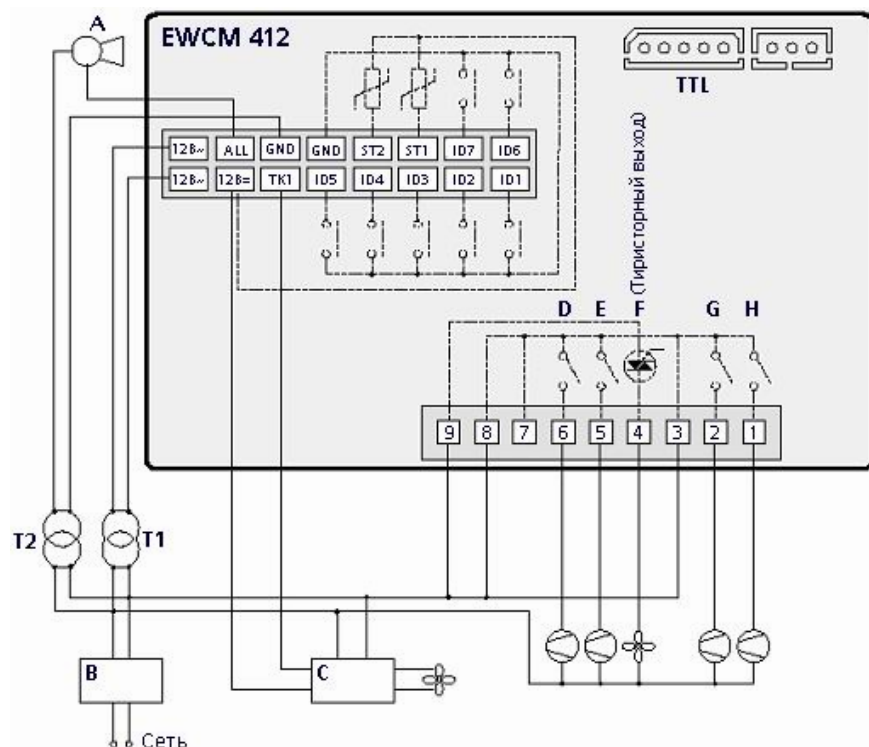 A
EWCM 412
TTL
12В~ ALL GND GND ST2 ST1 ID7 ID6
12В~ 12В= TK1 ID5 ID4 ID3 ID2 ID1
(Тиристорный выход)
D E F G H
9 8 7 6 5 4 3 2 1
T2 T1
B C
Сеть